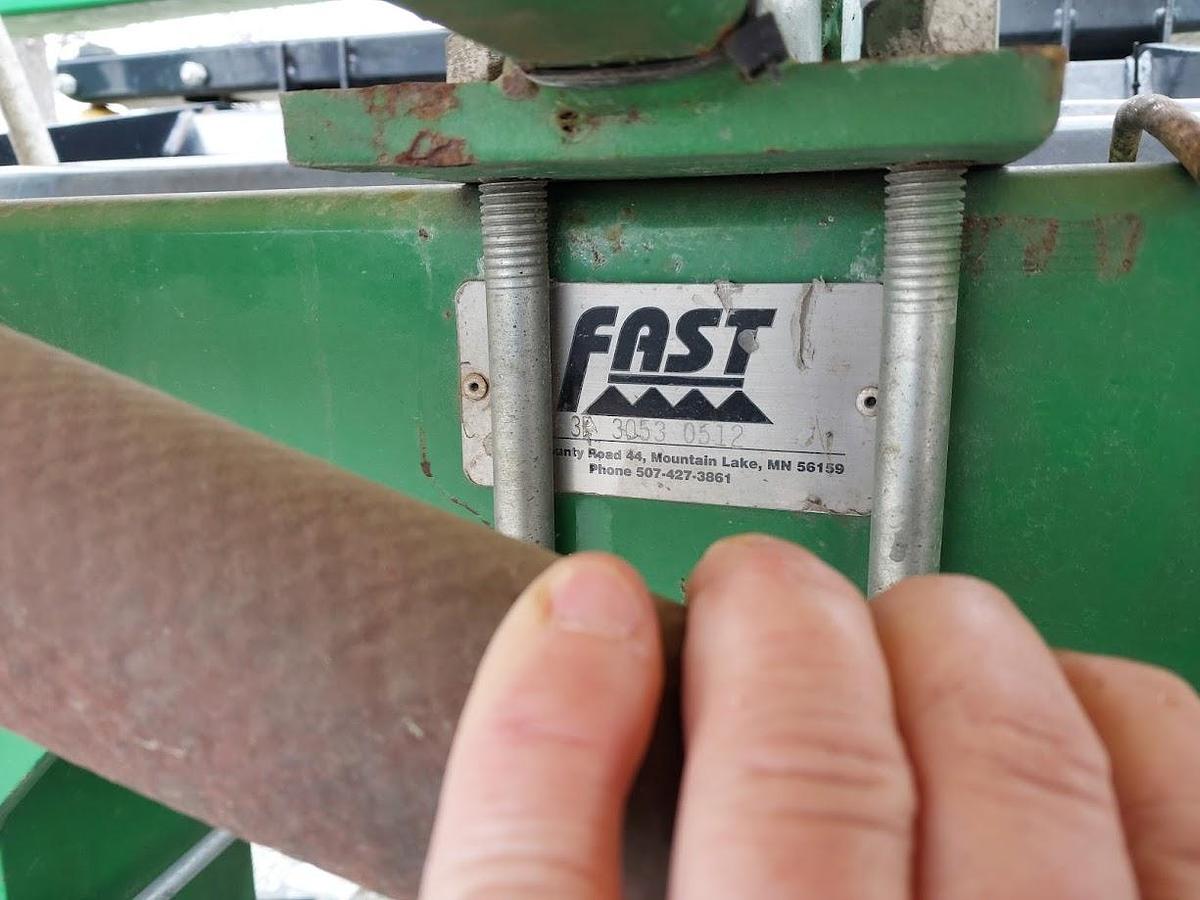 FAST
3053 0512
Road 44, Mountain Lake, MN 56159
Phone 507-427-3861